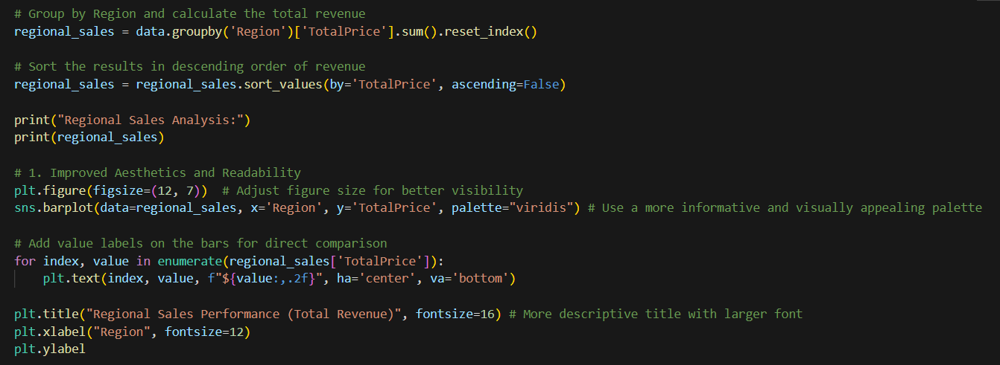 # Group by Region and calculate the total revenue
regional_sales = data.groupby('Region')['TotalPrice'].sum().reset_index()
# Sort the results in descending order of revenue
regional_sales = regional_sales.sort_values(by='TotalPrice', ascending=False)
print("Regional Sales Analysis:")
print(regional_sales)
# 1. Improved Aesthetics and Readability
plt.figure(figsize=(12, 7))  # Adjust figure size for better visibility
sns.barplot(data=regional_sales, x='Region', y='TotalPrice', palette="viridis") # Use a more informative and visually appealing palette
# Add value labels on the bars for direct comparison
for index, value in enumerate(regional_sales['TotalPrice']):
    plt.text(index, value, f"${value:,.2f}", ha='center', va='bottom')
plt.title("Regional Sales Performance (Total Revenue)", fontsize=16) # More descriptive title with larger font
plt.xlabel("Region", fontsize=12)
plt.ylabel